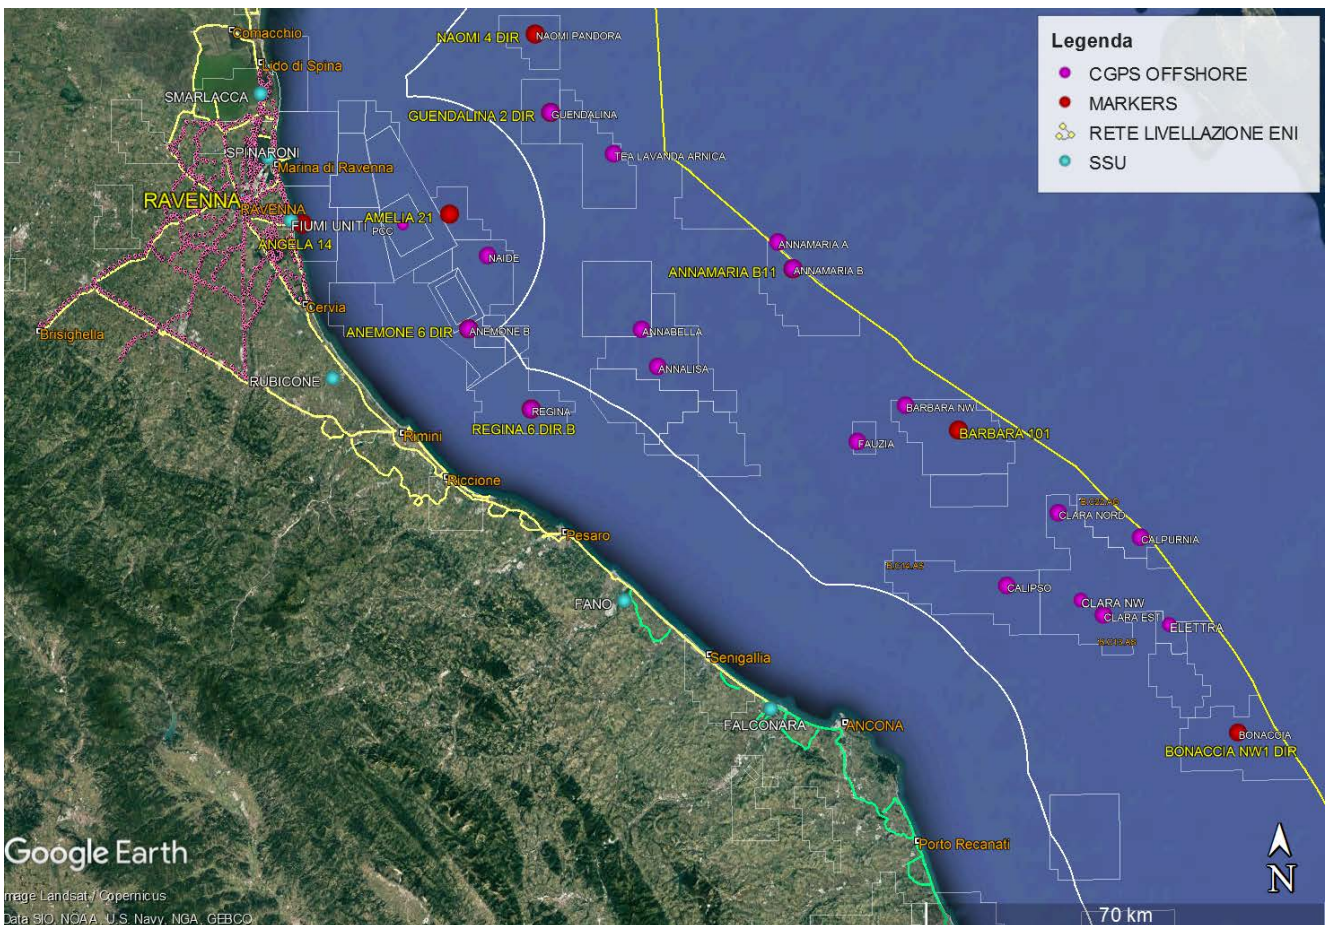 Comacchio
Lido di Spina
SMARLACCA
SPINARONI
Marina di Ravenna
RAVENNA
RAVENNA
FIUMI UNITI
ANGELA 14
AMELIA 21
PCC
NAIDE
NAOMI 4 DIR
NAOMI PANDORA
GUENDALINA 2 DIR
GUENDALINA
TEA LAVANDA ARNICA
ANNAMARIA A
ANNAMARIA B11
ANNAMARIA B
Legenda
CGPS OFFSHORE
MARKERS
RETE LIVELLAZIONE ENI
SSU
Cervia
Brisighella
ANEMONE 6 DIR
ANEMONE B
ANNABELLA
ANNALISA
RUBICONE
REGINA
REGINA 6 DIR B
Rimini
Riccione
Pesaro
BARBARA NW
BARBARA 101
FAUZIA
CLARA NORD
CALPURNIA
B.C14.AS
CALIPSO
CLARA NW
CLARA EST
ELETTRA
B.C13.AS
FANO
Senigallia
FALCONARA
ANCONA
BONACCIA
BONACCIA NW1 DIR
Porto Recanati
Google Earth
mage Landsat / Copernicus
Data SIO, NOAA, U.S. Navy, NGA, GEBCO
N
70 km